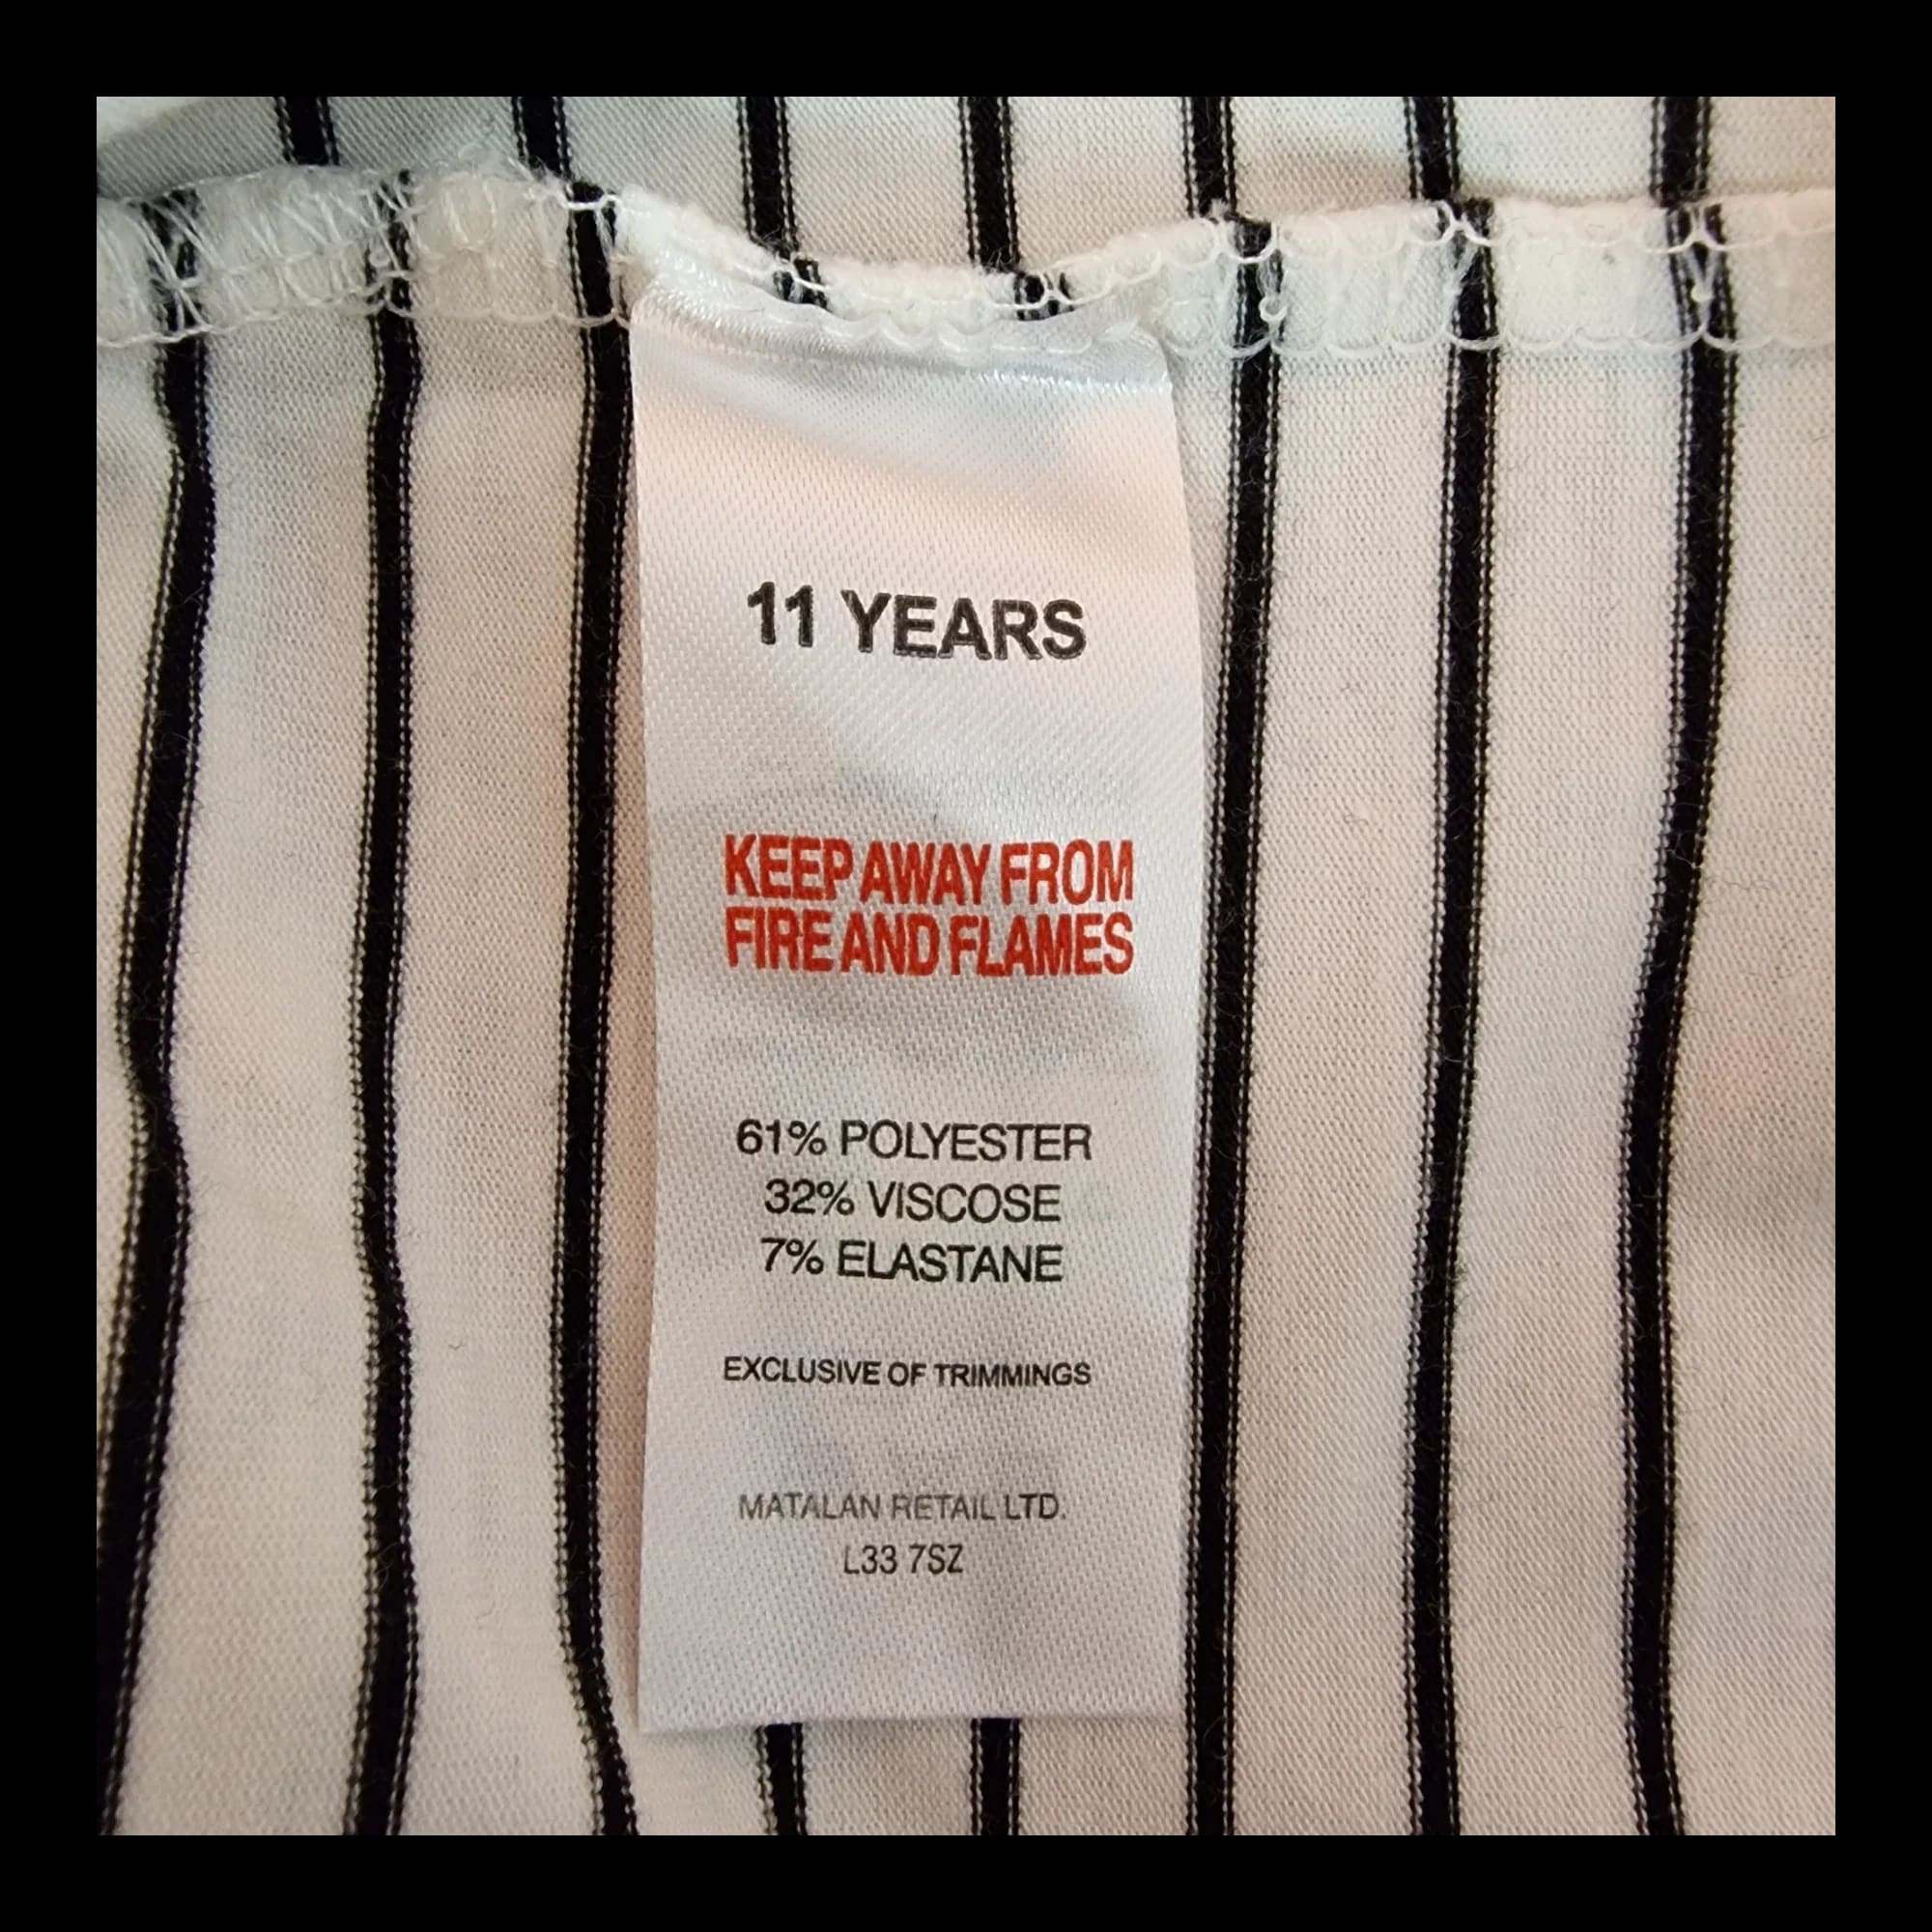 11 YEARS
KEEP AWAY FROM
FIRE AND FLAMES
61% POLYESTER
32% VISCOSE
7% ELASTANE
EXCLUSIVE OF TRIMMINGS
MATALAN RETAIL LTD.
L33 7SZ